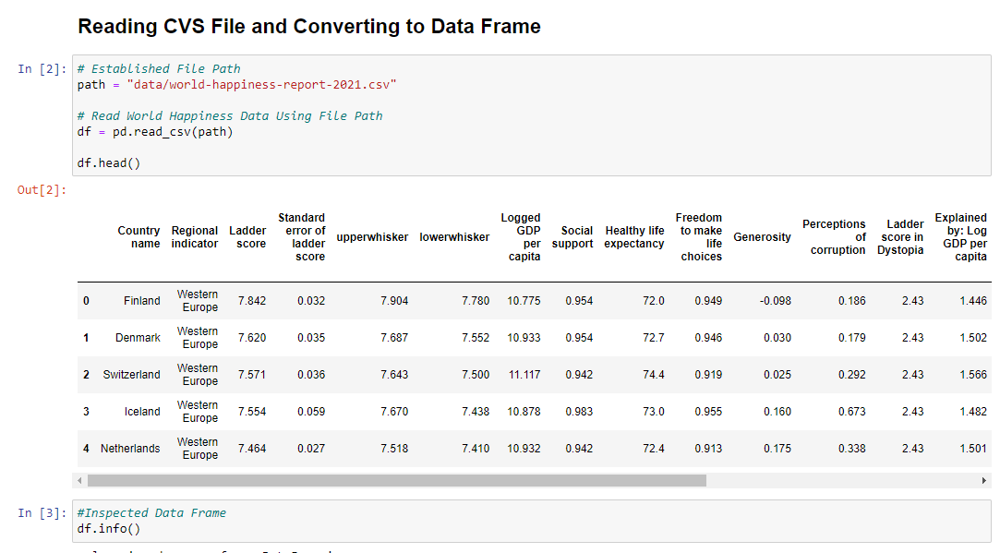 Reading CVS File and Converting to Data Frame
In [2]:
# Established File Path
path = "data/world-happiness-report-2021.csv"
# Read World Happiness Data Using File Path
df = pd.read_csv(path)
df.head()
Out[2]:
Country name Regional indicator Ladder score Standard error of ladder score upperwhisker lowerwhisker Logged GDP per capita Social support Healthy life expectancy Freedom to make life choices Generosity Perceptions of corruption Ladder score in Dystopia Explained by: Log GDP per capita
0 Finland Western Europe 7.842 0.032 7.904 7.780 10.775 0.954 72.0 0.949 -0.098 0.186 2.43 1.446
1 Denmark Western Europe 7.620 0.035 7.687 7.552 10.933 0.954 72.7 0.946 0.030 0.179 2.43 1.502
2 Switzerland Western Europe 7.571 0.036 7.643 7.500 11.117 0.942 74.4 0.919 0.025 0.292 2.43 1.566
3 Iceland Western Europe 7.554 0.059 7.670 7.438 10.878 0.983 73.0 0.955 0.160 0.673 2.43 1.482
4 Netherlands Western Europe 7.464 0.027 7.518 7.410 10.932 0.942 72.4 0.913 0.175 0.338 2.43 1.501
In [3]:
#Inspected Data Frame
df.info()